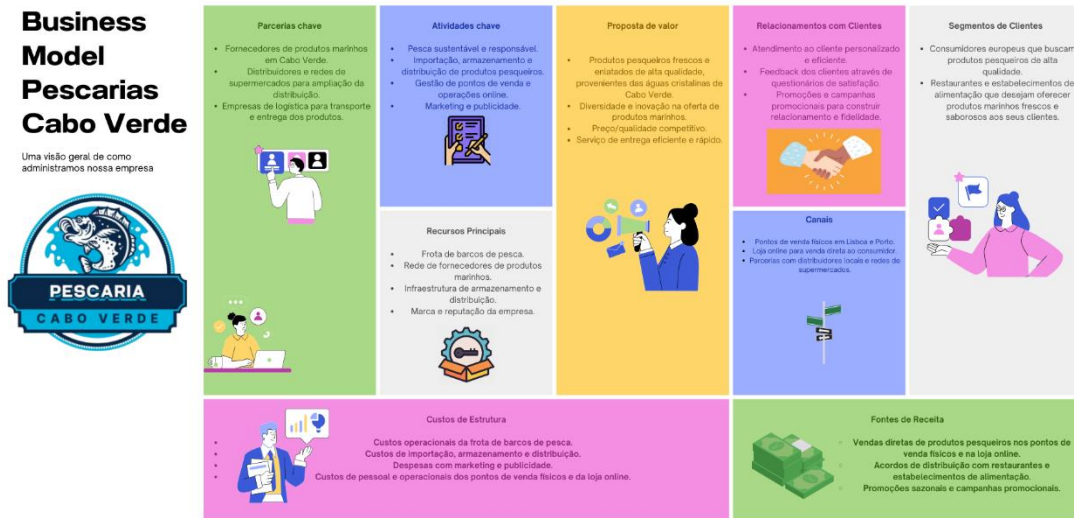 Business
Model
Pescarias
Cabo Verde
Uma visão geral de como
administramos nossa empresa
PESCARIA
CABO VERDE
Parcerias chave
Fornecedores de produtos marinhos
em Cabo Verde.
Distribuidores e redes de
supermercados para ampliação da
distribuição.
Empresas de logística para transporte
e entrega dos produtos.
Atividades chave
Pesca sustentável e responsável.
Importação, armazenamento e
distribuição de produtos pesqueiros.
Gestão de pontos de venda e
operações online.
Marketing e publicidade.
Recursos Principais
Frota de barcos de pesca.
Rede de fornecedores de produtos
marinhos.
Infraestrutura de armazenamento e
distribuição.
Marca e reputação da empresa.
Proposta de valor
Produtos pesqueiros frescos e
enlatados de alta qualidade,
provenientes das águas cristalinas de
Cabo Verde.
Diversidade e inovação na oferta de
produtos marinhos.
Preço/qualidade competitivo.
Serviço de entrega eficiente e rápido.
Relacionamentos com Clientes
Atendimento ao cliente personalizado
e eficiente.
Feedback dos clientes através de
questionários de satisfação.
Promoções e campanhas
promocionais para construir
relacionamento e fidelidade.
Canais
Pontos de venda físicos em Lisboa e Porto.
Loja online para venda direta ao consumidor.
Parcerias com distribuidores locais e redes de
supermercados.
Segmentos de Clientes
Consumidores europeus que buscam
produtos pesqueiros de alta
qualidade.
Restaurantes e estabelecimentos de
alimentação que desejam oferecer
produtos marinhos frescos e
saborosos aos seus clientes.
Custos de Estrutura
Custos operacionais da frota de barcos de pesca.
Custos de importação, armazenamento e distribuição.
Despesas com marketing e publicidade.
Custos de pessoal e operacionais dos pontos de venda físicos e da loja online.
Fontes de Receita
Vendas diretas de produtos pesqueiros nos pontos de
venda físicos e na loja online.
Acordos de distribuição com restaurantes e
estabelecimentos de alimentação.
Promoções sazonais e campanhas promocionais.